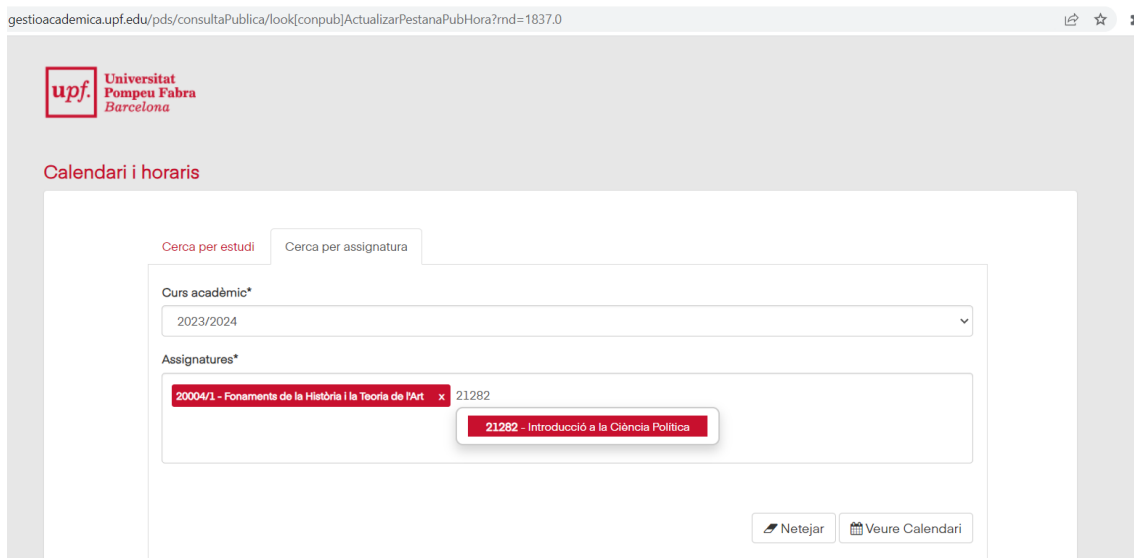 gestioacademica.upf.edu/pds/consultaPublica/look[conpub]ActualizarPestanaPubHora?rnd=1837.0
upf.
Universitat
Pompeu Fabra
Barcelona
Calendari i horaris
Cerca per estudi
Cerca per assignatura
Curs acadèmic*
2023/2024
Assignatures*
20004/1 - Fonaments de la Història i la Teoria de l'Art x 21282
21282 - Introducció a la Ciència Política
Netejar
Veure Calendari